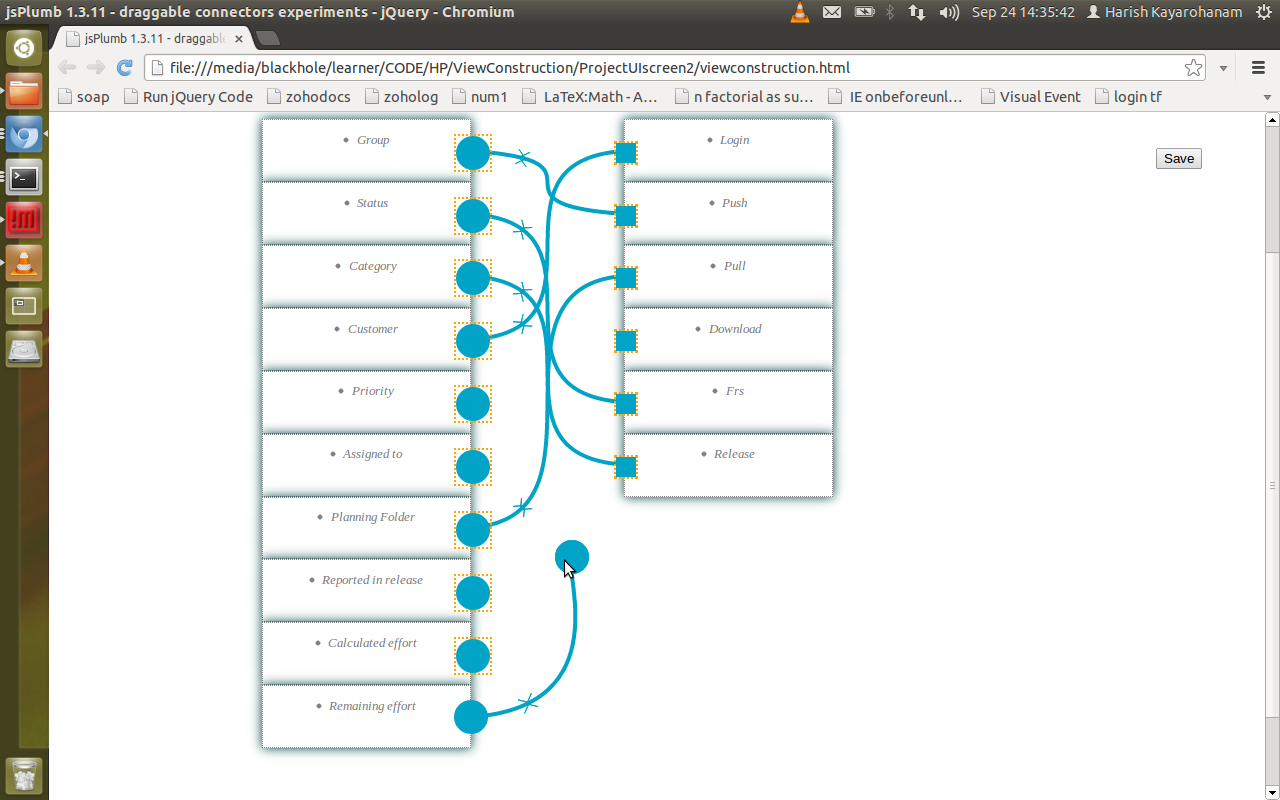 jsPlumb 1.3.11 - draggable connectors experiments - jQuery - Chromium
Sep 24 14:35:42 Harish Kayarohanam
jsPlumb 1.3.11 - draggabl
file:///media/blackhole/learner/CODE/HP/ViewConstruction/ProjectUIscreen2/viewconstruction.html
soap Run jQuery Code zohodocs zoholog num1 LaTeX:Math - A… n factorial as su… IE onbeforeunl… Visual Event login tf
• Group
• Login
Save
• Status
• Push
• Category
• Pull
• Customer
• Download
• Priority
• Frs
• Assigned to
• Release
• Planning Folder
• Reported in release
• Calculated effort
• Remaining effort